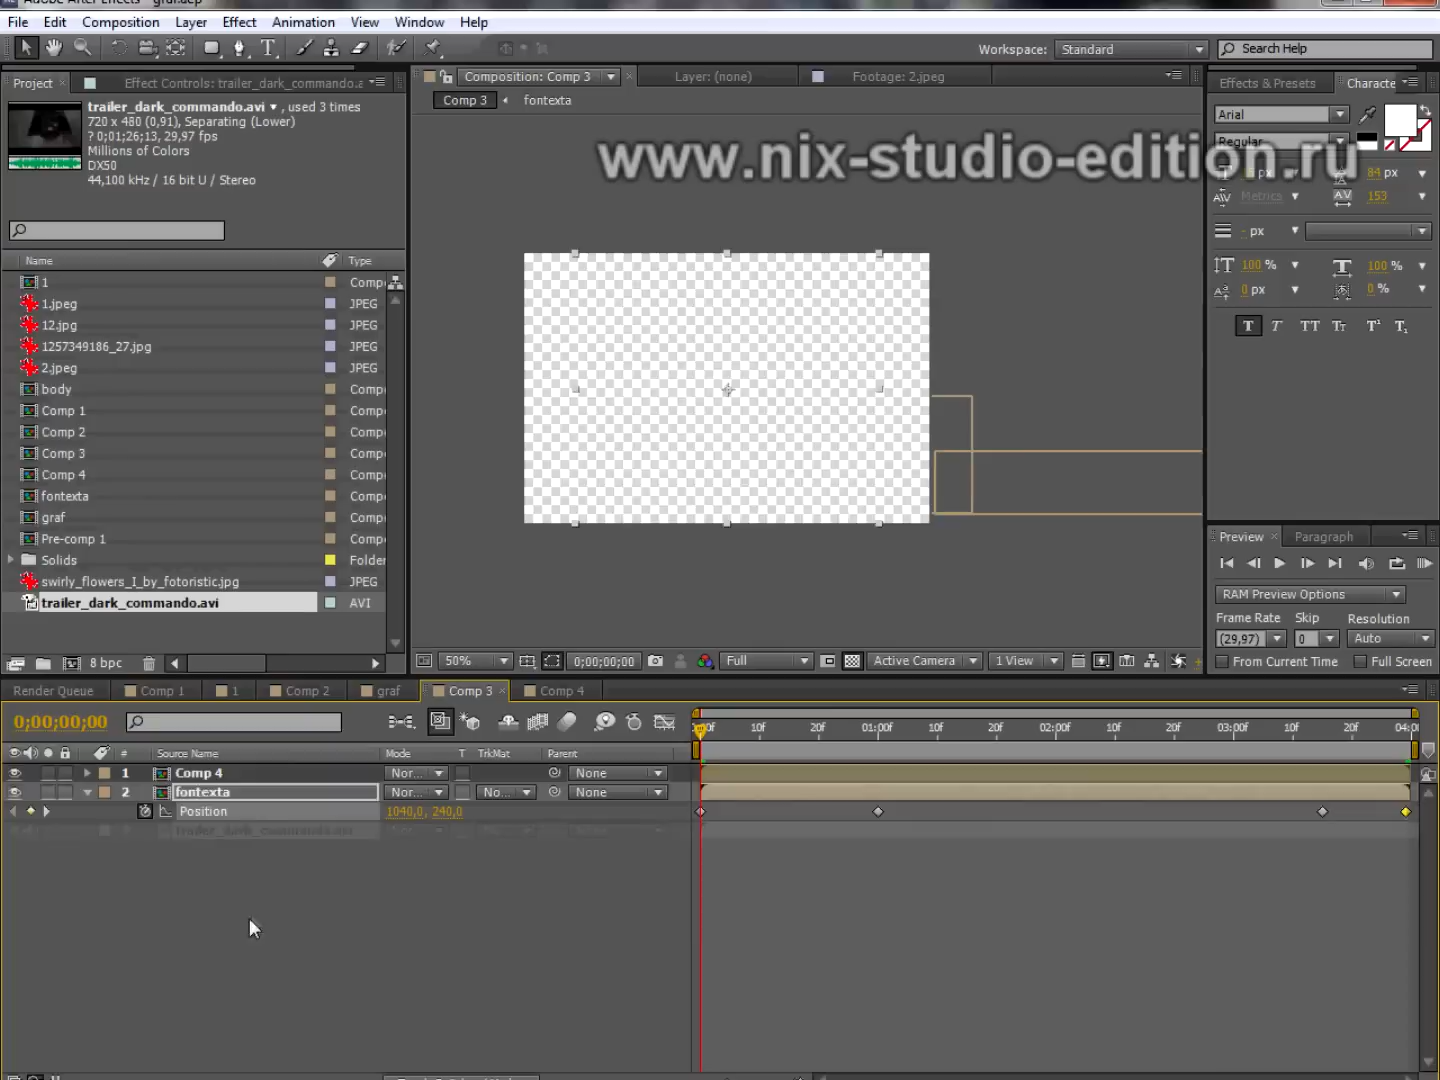 File Edit Composition Layer Effect Animation View Window Help
Workspace: Standard
Search Help
Project
Effect Controls: trailer_dark_commando.a
Composition: Comp 3
Layer: (none)
Footage: 2.jpeg
Effects & Presets
Characte
trailer_dark_commando.avi ▾ , used 3 times
720 x 480 (0,91), Separating (Lower)
? 0;01;26;13, 29,97 fps
Millions of Colors
DX50
44,100 kHz / 16 bit U / Stereo
Comp 3
fontexta
www.nix-studio-edition.ru
Arial
Regular
84 px
Metrics
153
- px
100 %
100 %
0 px
0 %
T T TT Tт T¹ T₁
Name Type
1 Comp
1.jpeg JPEG
12.jpg JPEG
1257349186_27.jpg JPEG
2.jpeg JPEG
body Comp
Comp 1 Comp
Comp 2 Comp
Comp 3 Comp
Comp 4 Comp
fontexta Comp
graf Comp
Pre-comp 1 Comp
Solids Folder
swirly_flowers_I_by_fotoristic.jpg JPEG
trailer_dark_commando.avi AVI
8 bpc
50%
0;00;00;00
Full
Active Camera
1 View
Preview
Paragraph
RAM Preview Options
Frame Rate Skip Resolution
(29,97) 0 Auto
From Current Time Full Screen
Render Queue Comp 1 1 Comp 2 graf Comp 3 Comp 4
0;00;00;00
10f 20f 01:00f 10f 20f 02:00f 10f 20f 03:00f 10f 20f 04:00
# Source Name Mode T TrkMat Parent
1 Comp 4 Nor... None
2 fontexta Nor... No... None
Position 1040,0, 240,0
trailer_dark_commando.avi